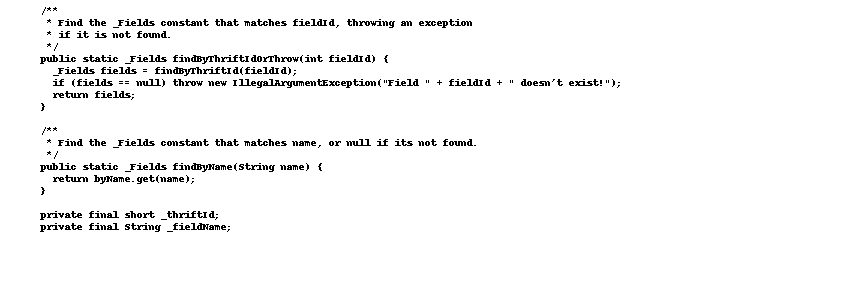 /**
 * Find the _Fields constant that matches fieldId, throwing an exception
 * if it is not found.
 */
public static _Fields findByThriftIdOrThrow(int fieldId) {
  _Fields fields = findByThriftId(fieldId);
  if (fields == null) throw new IllegalArgumentException("Field " + fieldId + " doesn't exist!");
  return fields;
}

/**
 * Find the _Fields constant that matches name, or null if its not found.
 */
public static _Fields findByName(String name) {
  return byName.get(name);
}

private final short _thriftId;
private final String _fieldName;